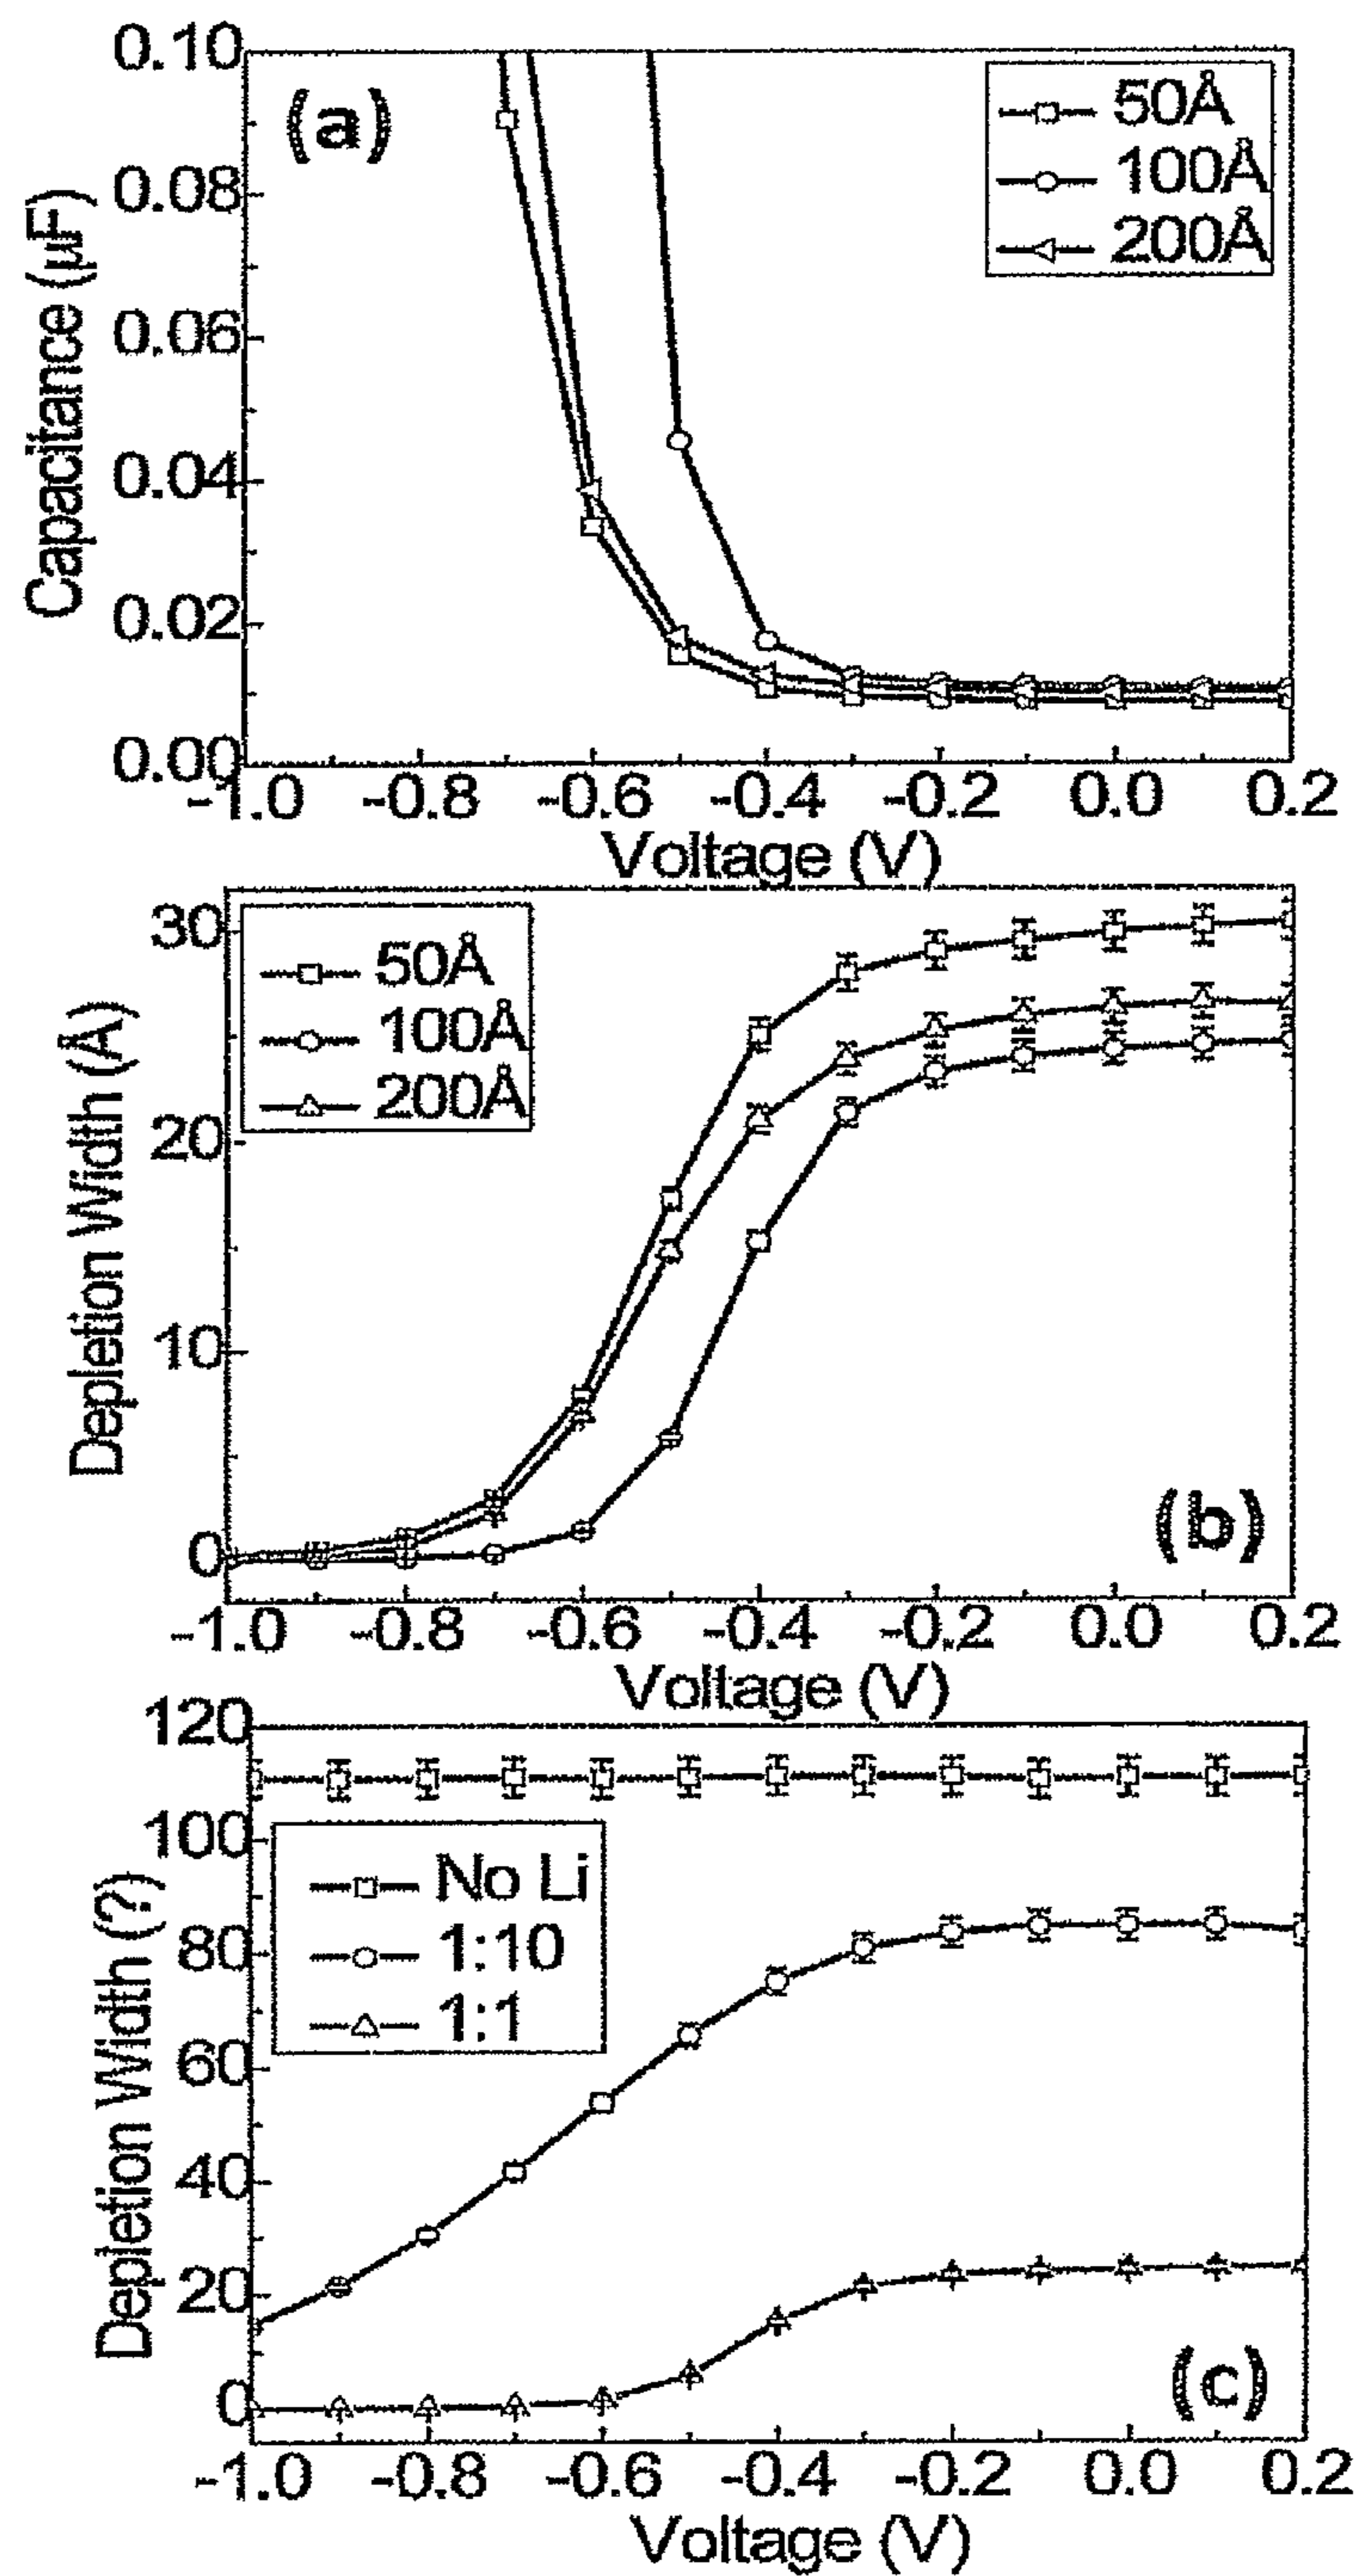 (a)
50Å
100Å
200Å
Capacitance (μF)
0.10
0.08
0.06
0.04
0.02
0.00
-1.0 -0.8 -0.6 -0.4 -0.2 0.0 0.2
Voltage (V)
50Å
100Å
200Å
Depletion Width (Å)
30
20
10
0
(b)
-1.0 -0.8 -0.6 -0.4 -0.2 0.0 0.2
Voltage (V)
120
100
80
60
40
20
0
Depletion Width (?)
No Li
1:10
1:1
(c)
-1.0 -0.8 -0.6 -0.4 -0.2 0.0 0.2
Voltage (V)